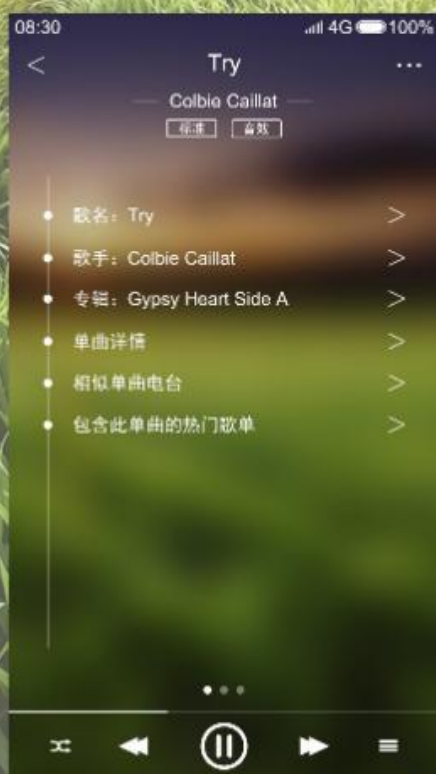 08:30 4G 100%
< Try ...
Colbie Caillat
标准 音效
歌名：Try >
歌手：Colbie Caillat >
专辑：Gypsy Heart Side A >
单曲详情 >
相似单曲电台 >
包含此单曲的热门歌单 >